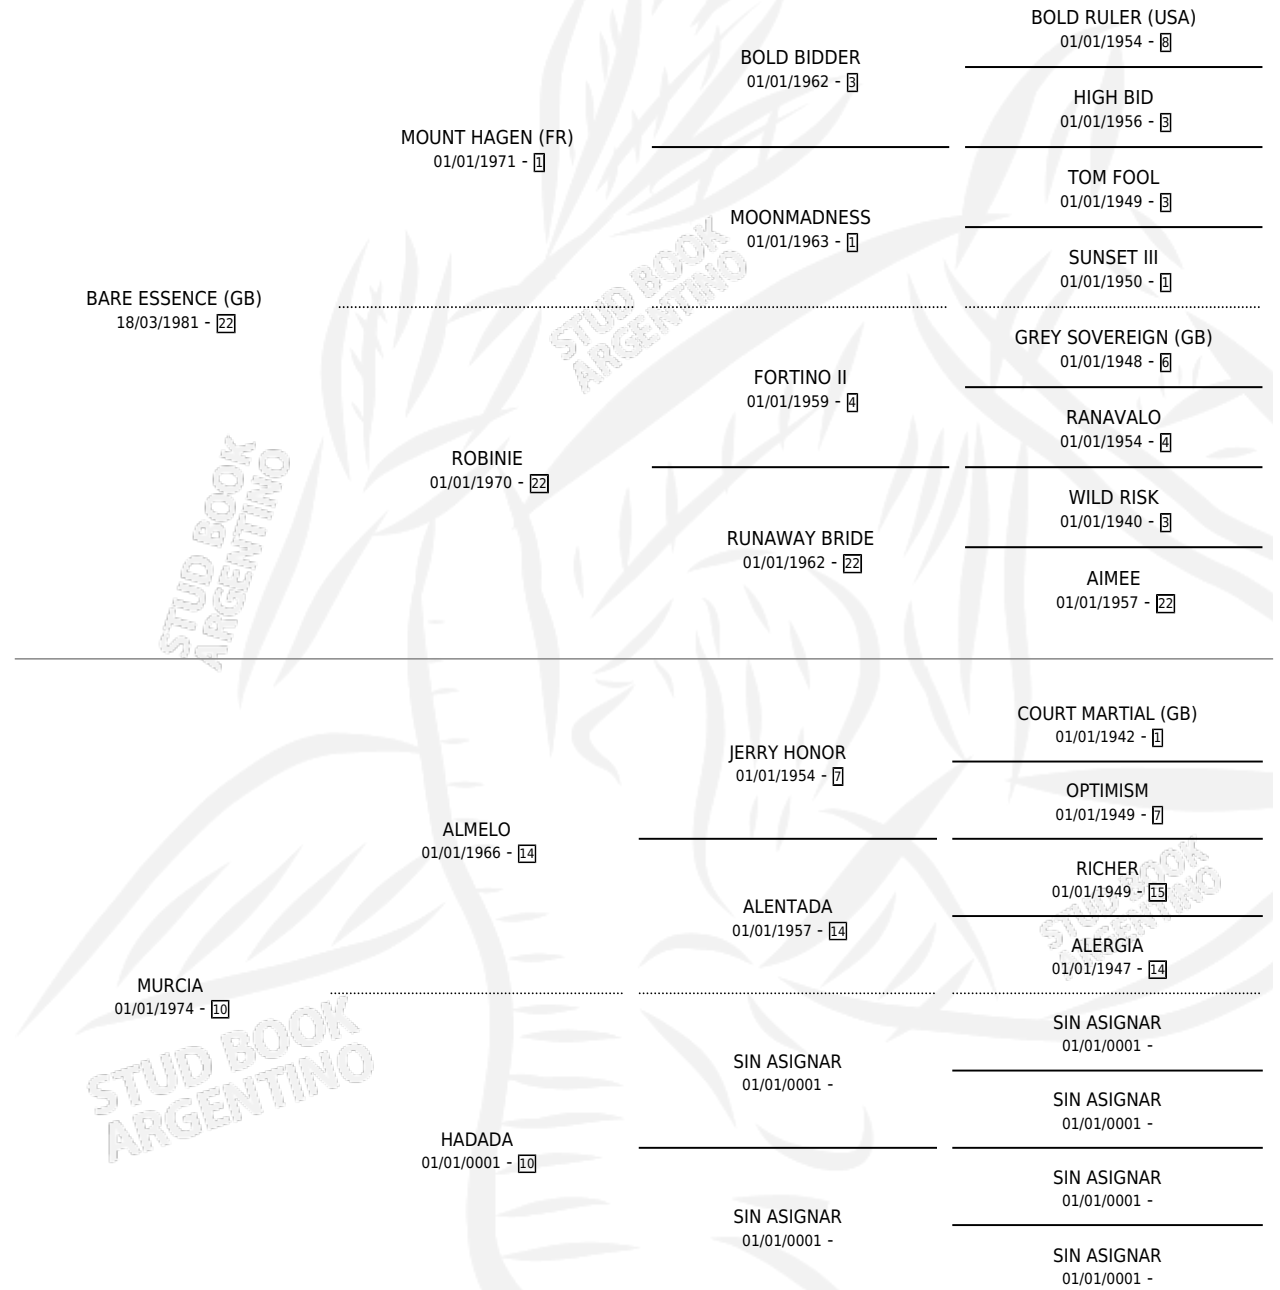 BOLD RULER (USA)
01/01/1954 - 8
BOLD BIDDER
01/01/1962 - 3
HIGH BID
01/01/1956 - 3
MOUNT HAGEN (FR)
01/01/1971 - 1
TOM FOOL
01/01/1949 - 3
MOONMADNESS
01/01/1963 - 1
SUNSET III
01/01/1950 - 1
BARE ESSENCE (GB)
18/03/1981 - 22
STUD BOOK
ARGENTINO
GREY SOVEREIGN (GB)
01/01/1948 - 6
FORTINO II
01/01/1959 - 4
RANAVALO
01/01/1954 - 4
ROBINIE
01/01/1970 - 22
WILD RISK
01/01/1940 - 3
RUNAWAY BRIDE
01/01/1962 - 22
AIMEE
01/01/1957 - 22
STUD BOOK
ARGENTINO
COURT MARTIAL (GB)
01/01/1942 - 1
JERRY HONOR
01/01/1954 - 7
OPTIMISM
01/01/1949 - 7
ALMELO
01/01/1966 - 14
RICHER
01/01/1949 - 15
ALENTADA
01/01/1957 - 14
STUD BOOK
ARGENTINO
ALERGIA
01/01/1947 - 14
MURCIA
01/01/1974 - 10
SIN ASIGNAR
01/01/0001 -
SIN ASIGNAR
01/01/0001 -
STUD BOOK
ARGENTINO
SIN ASIGNAR
01/01/0001 -
HADADA
01/01/0001 - 10
SIN ASIGNAR
01/01/0001 -
SIN ASIGNAR
01/01/0001 -
SIN ASIGNAR
01/01/0001 -